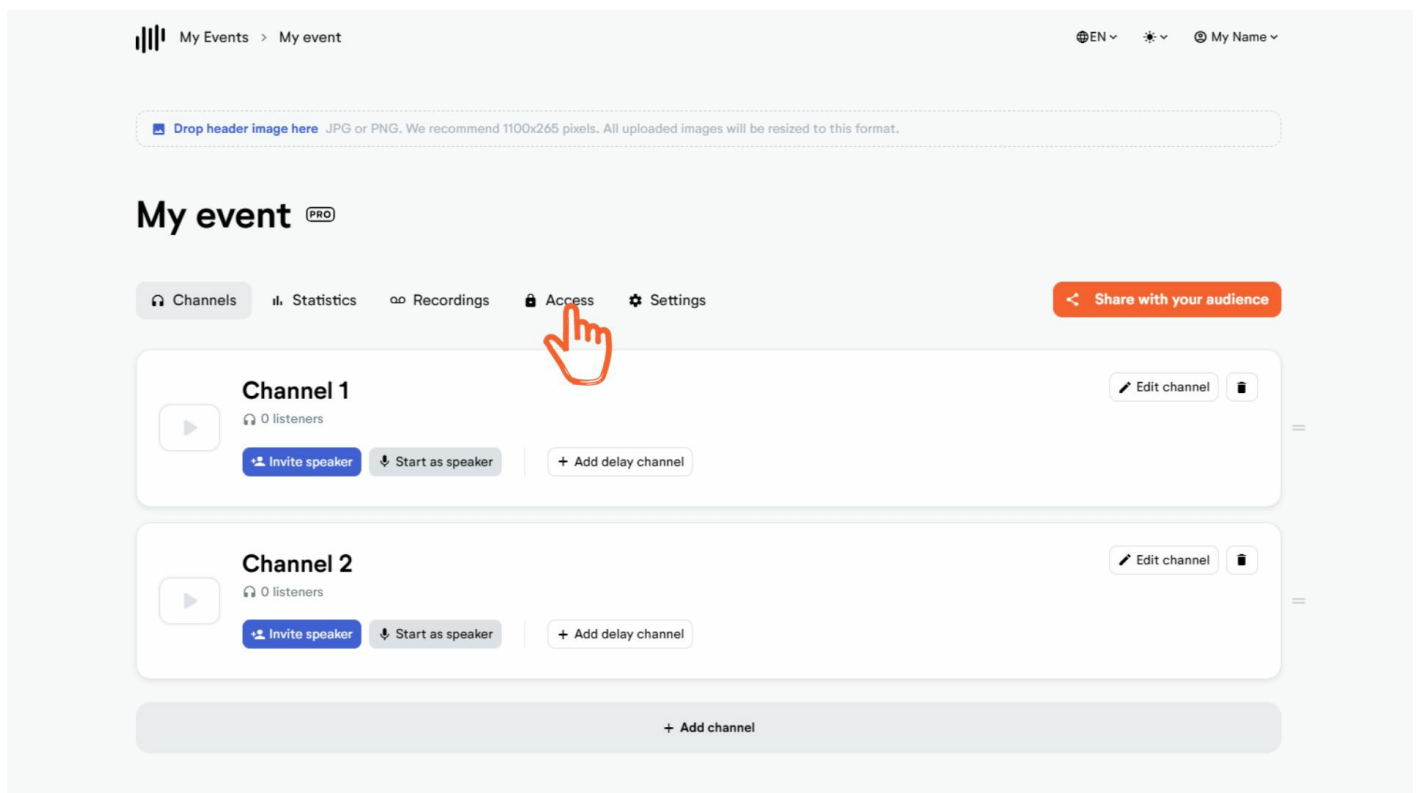 My Events > My event EN My Name
Drop header image here JPG or PNG. We recommend 1100x265 pixels. All uploaded images will be resized to this format.
My event PRO
Channels Statistics Recordings Access Settings Share with your audience
Channel 1 Edit channel
0 listeners
Invite speaker Start as speaker + Add delay channel
Channel 2 Edit channel
0 listeners
Invite speaker Start as speaker + Add delay channel
+ Add channel